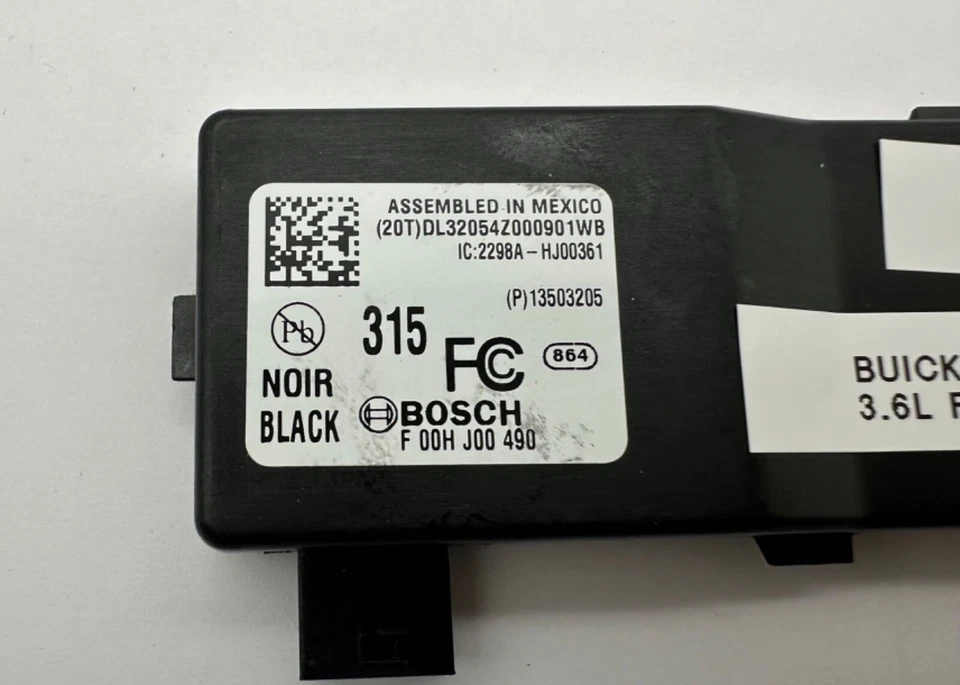 ASSEMBLED IN MEXICO
(20T)DL32054Z000901WB
IC:2298A-HJ00361
(P)13503205
Pb
315
FC
864
NOIR
BLACK
BOSCH
F 00H J00 490
BUICK
3.6L